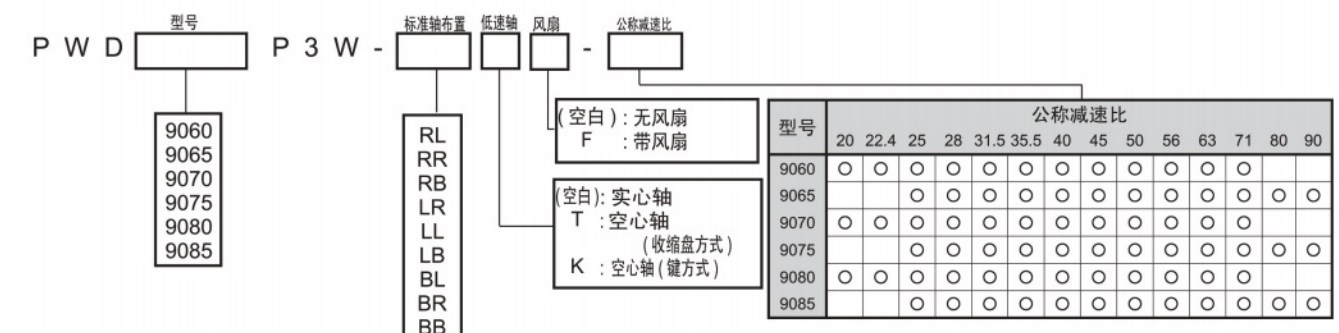 型号 标准轴布置 低速轴 风扇 公称减速比
P W D P 3 W - -
9060
9065
9070
9075
9080
9085
RL
RR
RB
LR
LL
LB
BL
BR
BB
(空白):无风扇
F :带风扇
(空白):实心轴
T :空心轴
(收缩盘方式)
K :空心轴(键方式)
型号 公称减速比
20 22.4 25 28 31.5 35.5 40 45 50 56 63 71 80 90
9060 ○ ○ ○ ○ ○ ○ ○ ○ ○ ○ ○ ○
9065 ○ ○ ○ ○ ○ ○ ○ ○ ○ ○ ○ ○
9070 ○ ○ ○ ○ ○ ○ ○ ○ ○ ○ ○ ○
9075 ○ ○ ○ ○ ○ ○ ○ ○ ○ ○ ○ ○
9080 ○ ○ ○ ○ ○ ○ ○ ○ ○ ○ ○ ○
9085 ○ ○ ○ ○ ○ ○ ○ ○ ○ ○ ○ ○